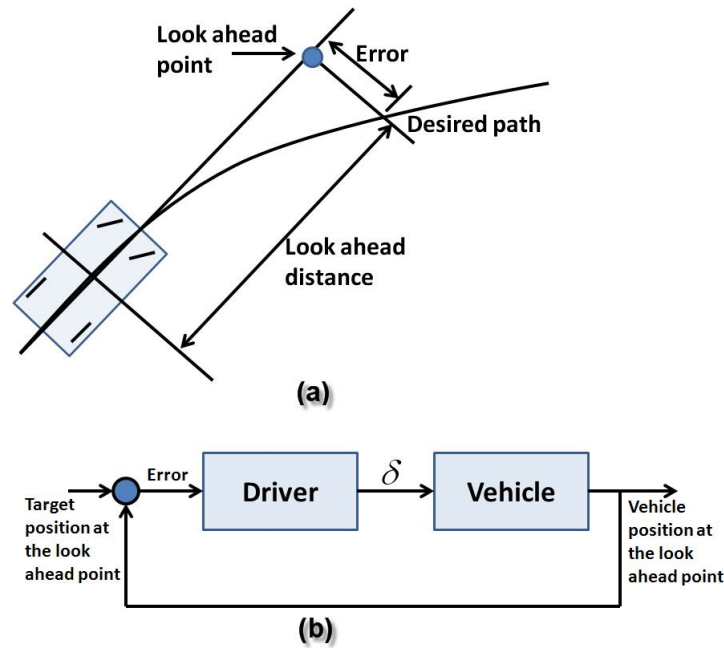 Look ahead
point
Error
Desired path
Look ahead
distance
(a)
Error
δ
Driver
Vehicle
Target
position at
the look
ahead point
Vehicle
position at
the look
ahead point
(b)